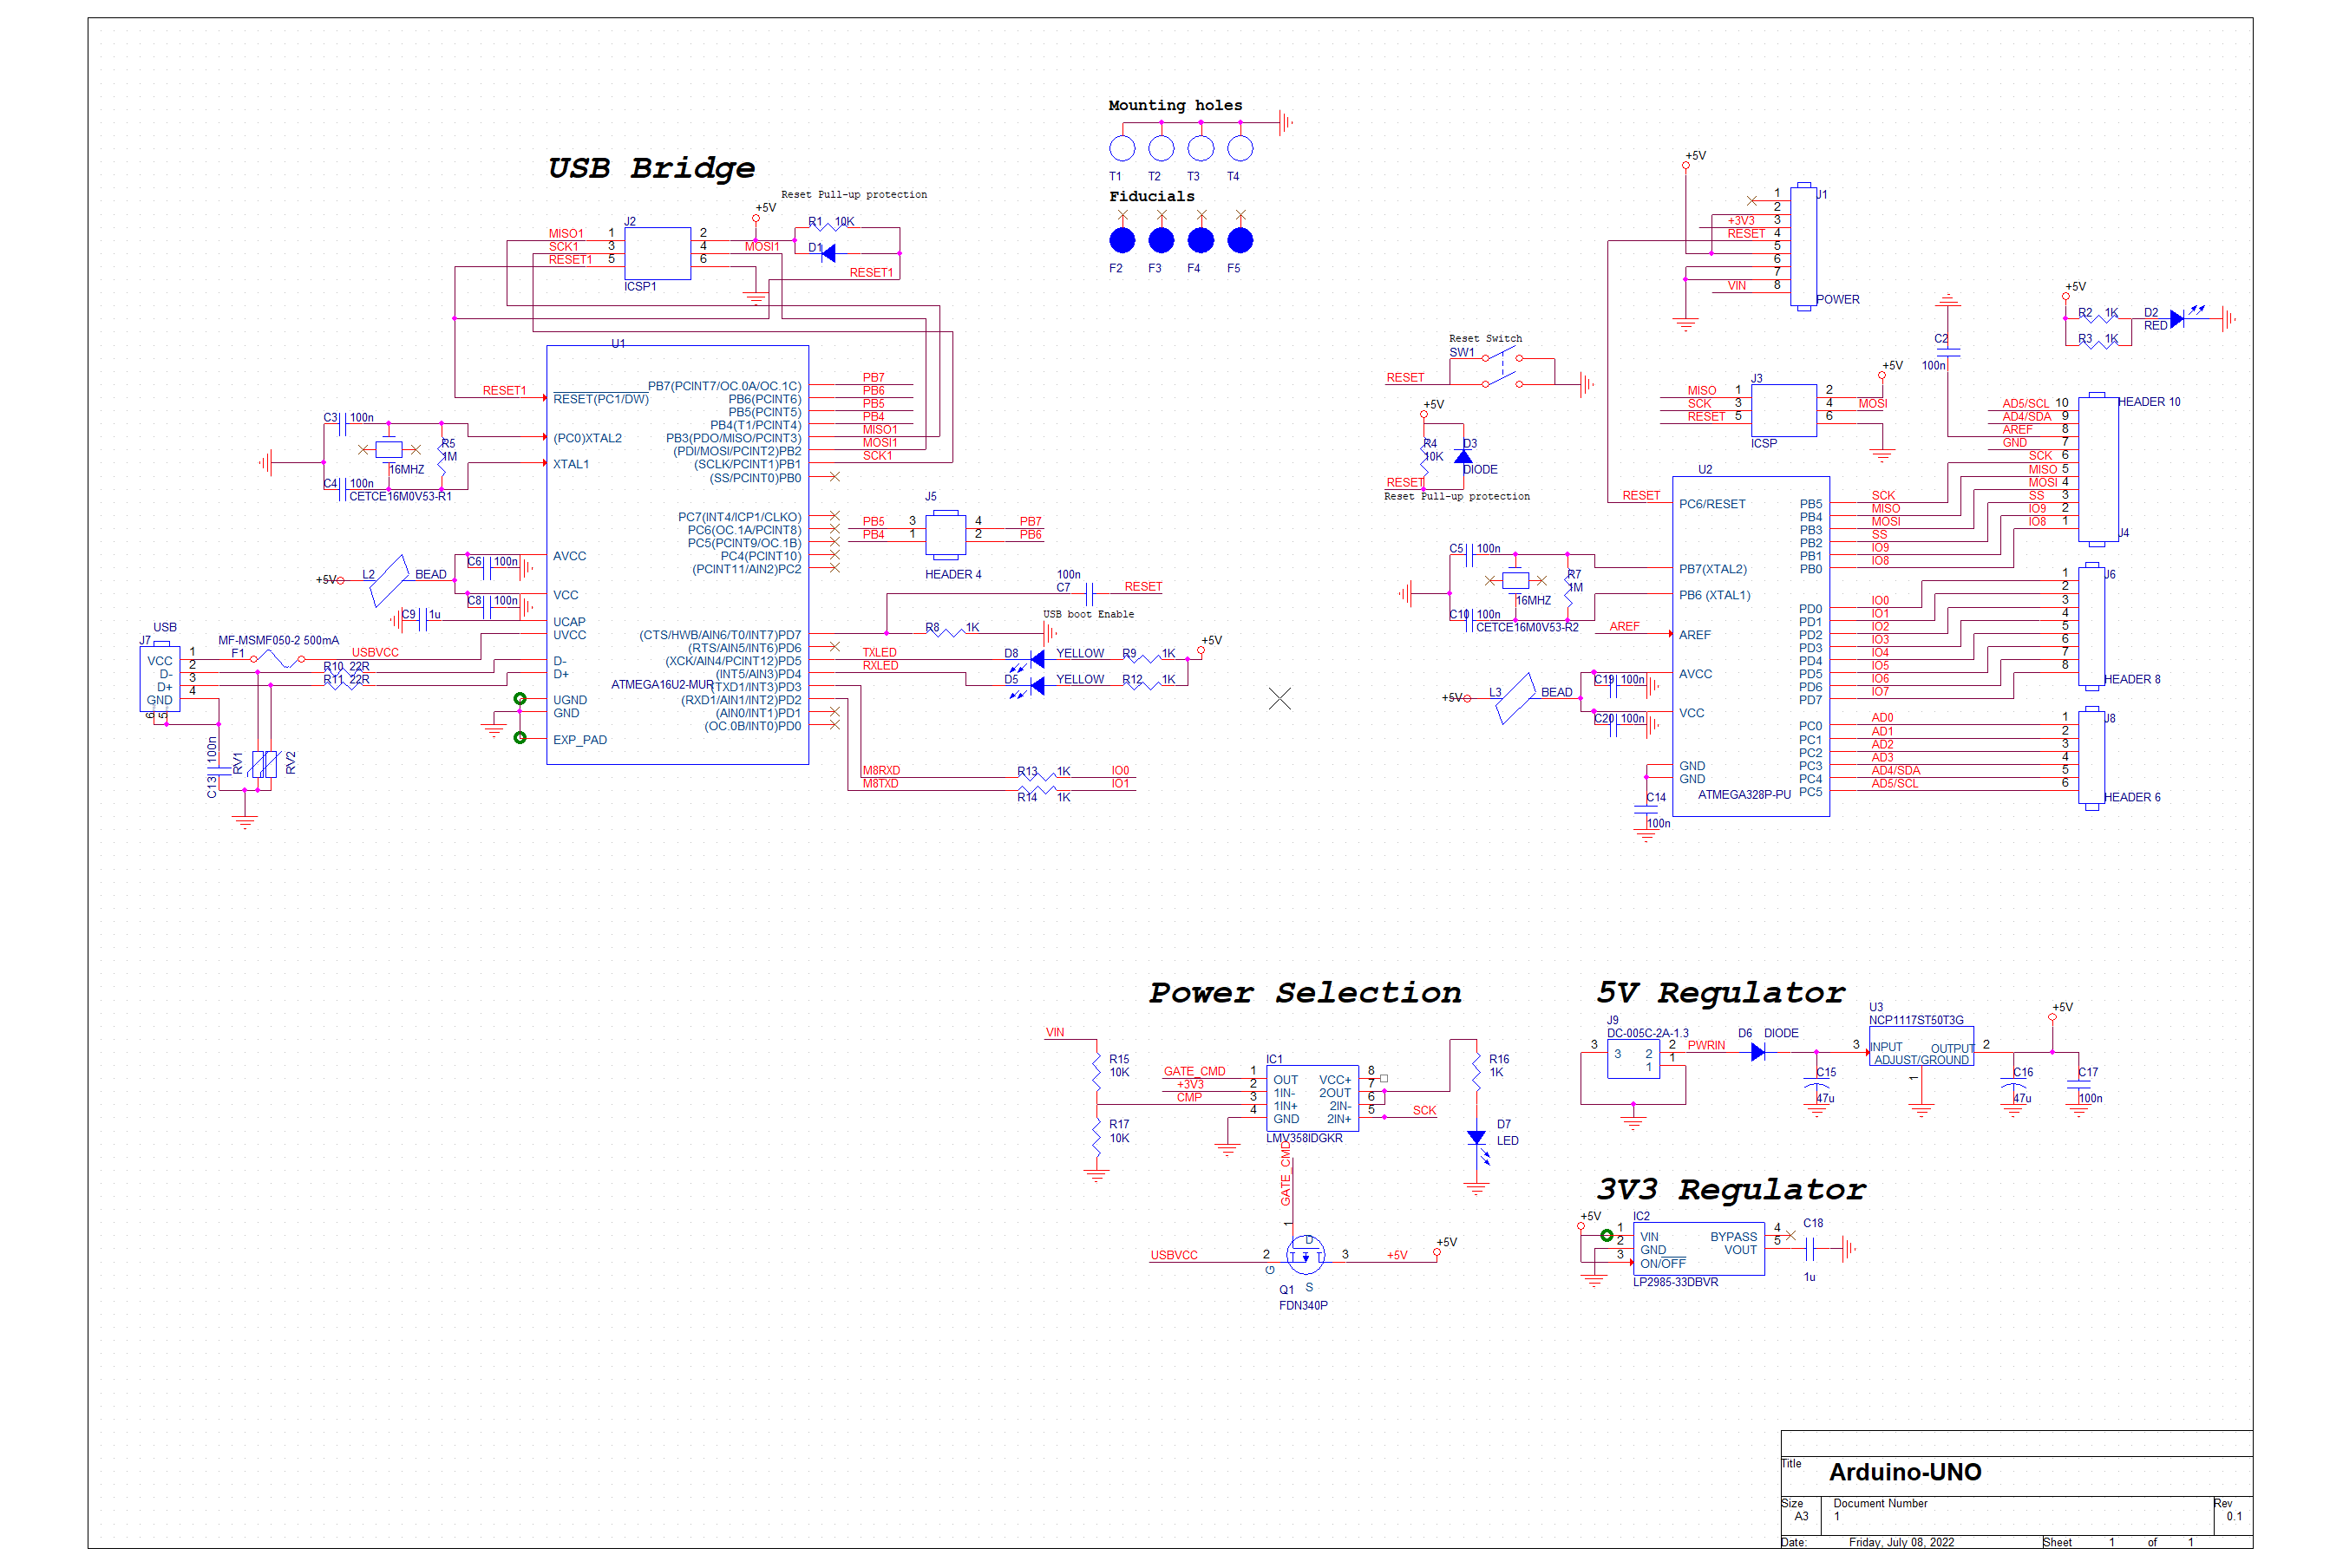 Mounting holes
T1 T2 T3 T4
Fiducials
F2 F3 F4 F5
USB Bridge
Reset Pull-up protection
+5V
J2
R1 10K
MISO1 1 2
SCK1 3 4 MOSI1
RESET1 5 6
D1
RESET1
ICSP1
U1
RESET1
RESET(PC1/DW)
(PC0)XTAL2
XTAL1
AVCC
VCC
UCAP
UVCC
D-
D+
UGND
GND
EXP_PAD
ATMEGA16U2-MUR
PB7(PCINT7/OC.0A/OC.1C) PB7
PB6(PCINT6) PB6
PB5(PCINT5) PB5
PB4(T1/PCINT4) PB4
PB3(PDO/MISO/PCINT3) MISO1
(PDI/MOSI/PCINT2)PB2 MOSI1
(SCLK/PCINT1)PB1 SCK1
(SS/PCINT0)PB0
PC7(INT4/ICP1/CLKO)
PC6(OC.1A/PCINT8)
PC5(PCINT9/OC.1B)
PC4(PCINT10)
(PCINT11/AIN2)PC2
(CTS/HWB/AIN6/T0/INT7)PD7
(RTS/AIN5/INT6)PD6
(XCK/AIN4/PCINT12)PD5
(INT5/AIN3)PD4
(TXD1/INT3)PD3
(RXD1/AIN1/INT2)PD2
(AIN0/INT1)PD1
(OC.0B/INT0)PD0
C3 100n
R5
1M
16MHZ
C4 100n
CETCE16M0V53-R1
+5V L2 BEAD
C6 100n
C8 100n
C9 1u
USB
J7
VCC 1
D- 2
D+ 3
GND 4
6 5
MF-MSMF050-2 500mA
F1
USBVCC
R10 22R
R11 22R
C13 100n
RV1
RV2
J5
PB5 3 4 PB7
PB4 1 2 PB6
HEADER 4
100n
C7 RESET
USB boot Enable
R8 1K
+5V
TXLED D8 YELLOW R9 1K
RXLED D5 YELLOW R12 1K
M8RXD R13 1K IO0
M8TXD R14 1K IO1
+5V
J1
1
2
+3V3 3
RESET 4
5
6
7
VIN 8
POWER
Reset Switch
SW1
RESET
+5V
R4
10K
D3
DIODE
RESET
Reset Pull-up protection
+5V
J3
MISO 1 2
SCK 3 4 MOSI
RESET 5 6
ICSP
C2
100n
+5V
R2 1K
R3 1K
D2
RED
HEADER 10
AD5/SCL 10
AD4/SDA 9
AREF 8
GND 7
SCK 6
MISO 5
MOSI 4
SS 3
IO9 2
IO8 1
J4
U2
RESET PC6/RESET
PB7(XTAL2)
PB6 (XTAL1)
AREF AREF
AVCC
VCC
GND
GND
ATMEGA328P-PU
PB5 SCK
PB4 MISO
PB3 MOSI
PB2 SS
PB1 IO9
PB0 IO8
PD0 IO0
PD1 IO1
PD2 IO2
PD3 IO3
PD4 IO4
PD5 IO5
PD6 IO6
PD7 IO7
PC0 AD0
PC1 AD1
PC2 AD2
PC3 AD3
PC4 AD4/SDA
PC5 AD5/SCL
C5 100n
R7
1M
16MHZ
C10 100n
CETCE16M0V53-R2
+5V L3 BEAD
C19 100n
C20 100n
C14
100n
J6
1
2
3
4
5
6
7
8
HEADER 8
J8
1
2
3
4
5
6
HEADER 6
Power Selection
VIN
R15
10K
R17
10K
IC1
GATE_CMD 1 OUT VCC+ 8
+3V3 2 1IN- 2OUT 7
CMP 3 1IN+ 2IN- 6
4 GND 2IN+ 5 SCK
LMV358IDGKR
R16
1K
D7
LED
GATE_CMD
1
D
USBVCC 2 3 +5V +5V
G
S
Q1
FDN340P
5V Regulator
J9
DC-005C-2A-1.3
3 3 2 2 PWRIN
1 1
D6 DIODE
U3
NCP1117ST50T3G
3 INPUT OUTPUT 2
ADJUST/GROUND
1
+5V
C15
47u
C16
47u
C17
100n
3V3 Regulator
+5V
IC2
1 VIN BYPASS 4
2 GND VOUT 5
3 ON/OFF
LP2985-33DBVR
C18
1u
Title
Arduino-UNO
Size
A3
Document Number
1
Rev
0.1
Date: Friday, July 08, 2022 Sheet 1 of 1